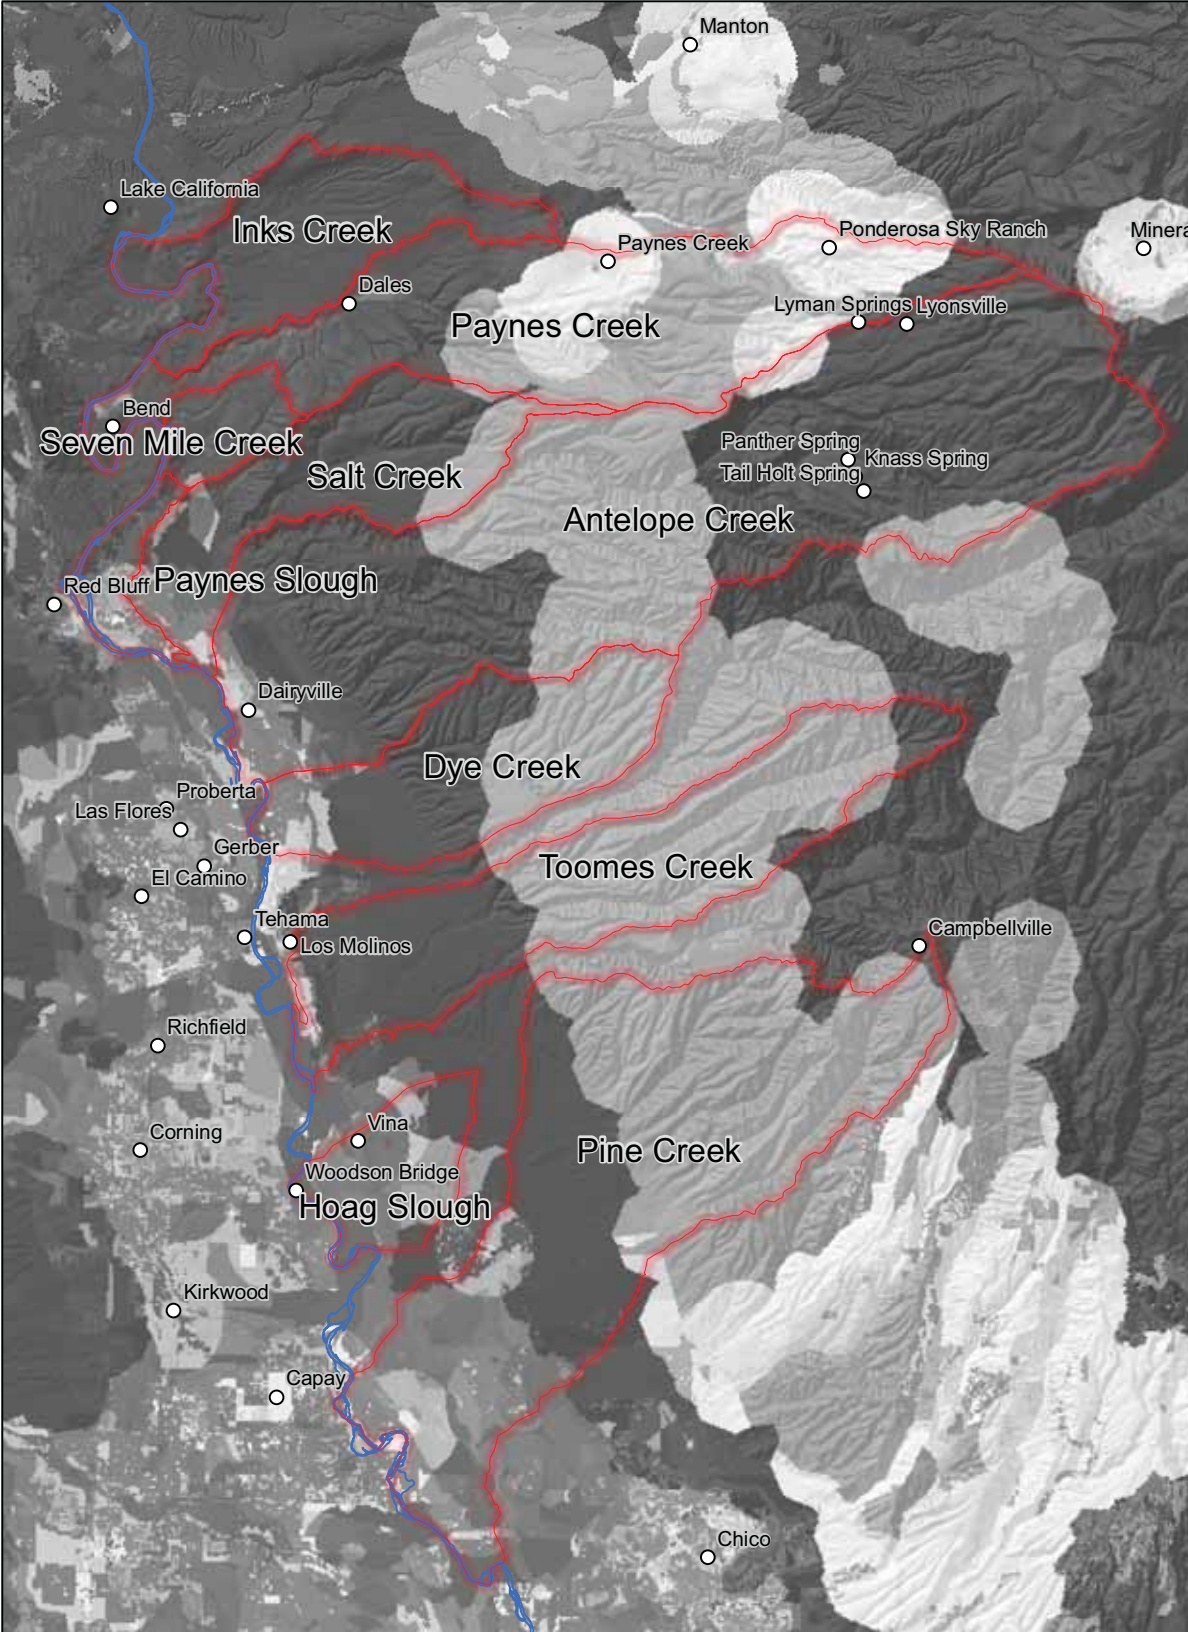 Manton
Lake California
Inks Creek
Ponderosa Sky Ranch
Minera
Paynes Creek
Dales
Lyman Springs
Lyonsville
Paynes Creek
Bend
Seven Mile Creek
Panther Spring
Knass Spring
Tail Holt Spring
Salt Creek
Antelope Creek
Red Bluff
Paynes Slough
Dairyville
Dye Creek
Proberta
Las Flores
Gerber
El Camino
Toomes Creek
Tehama
Los Molinos
Campbellville
Richfield
Vina
Corning
Pine Creek
Woodson Bridge
Hoag Slough
Kirkwood
Capay
Chico